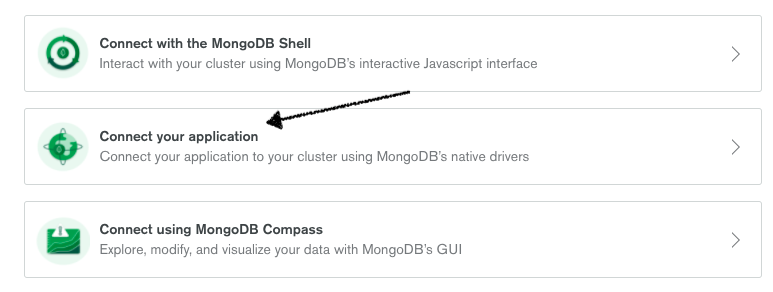 Connect with the MongoDB Shell
Interact with your cluster using MongoDB's interactive Javascript interface
Connect your application
Connect your application to your cluster using MongoDB's native drivers
Connect using MongoDB Compass
Explore, modify, and visualize your data with MongoDB's GUI